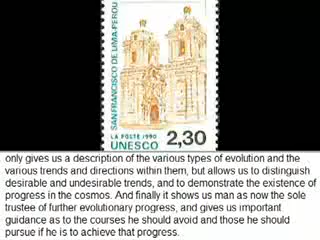 SAN FRANCISCO DE LIMA-PEROU
LA POSTE 1990
UNESCO 2,30
only gives us a description of the various types of evolution and the
various trends and directions within them, but allows us to distinguish
desirable and undesirable trends, and to demonstrate the existence of
progress in the cosmos. And finally it shows us man as now the sole
trustee of further evolutionary progress, and gives us important
guidance as to the courses he should avoid and those he should
pursue if he is to achieve that progress.